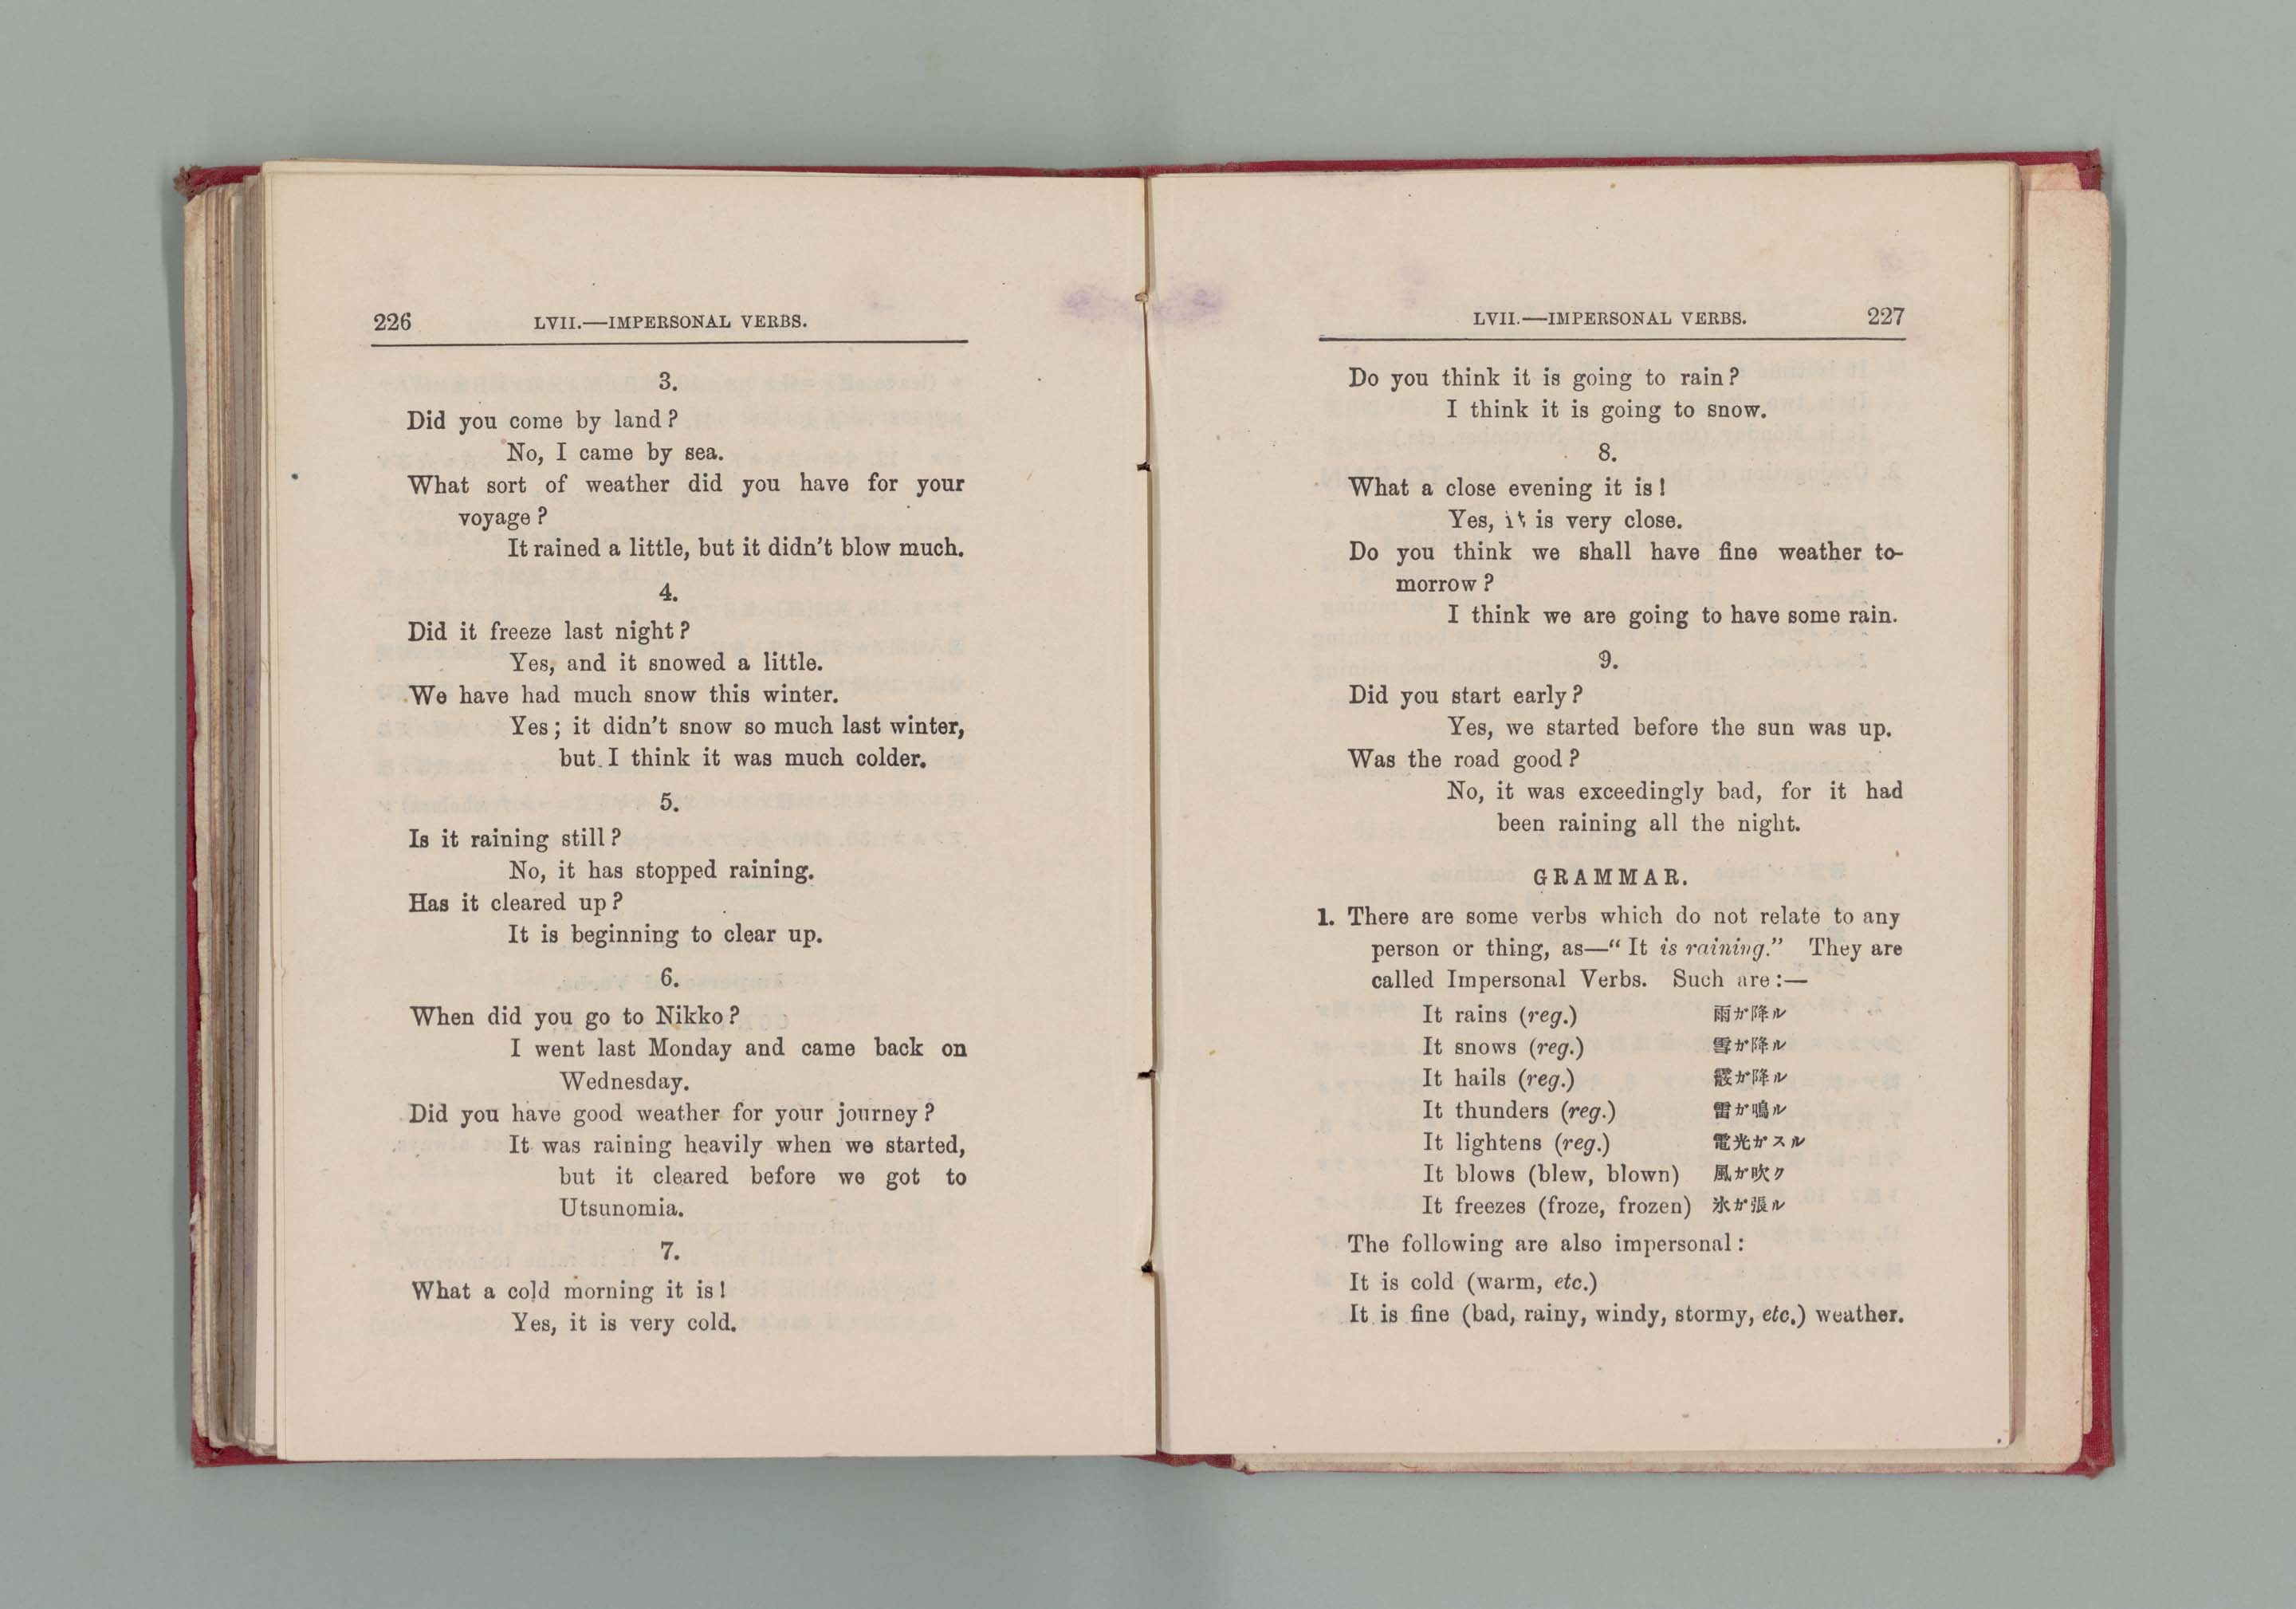 226 LVII.—IMPERSONAL VERBS.
3.
Did you come by land?
No, I came by sea.
What sort of weather did you have for your
voyage?
It rained a little, but it didn't blow much.
4.
Did it freeze last night?
Yes, and it snowed a little.
We have had much snow this winter.
Yes; it didn't snow so much last winter,
but I think it was much colder.
5.
Is it raining still?
No, it has stopped raining.
Has it cleared up?
It is beginning to clear up.
6.
When did you go to Nikko?
I went last Monday and came back on
Wednesday.
Did you have good weather for your journey?
It was raining heavily when we started,
but it cleared before we got to
Utsunomia.
7.
What a cold morning it is!
Yes, it is very cold.
LVII.—IMPERSONAL VERBS. 227
Do you think it is going to rain?
I think it is going to snow.
8.
What a close evening it is!
Yes, it is very close.
Do you think we shall have fine weather to-
morrow?
I think we are going to have some rain.
9.
Did you start early?
Yes, we started before the sun was up.
Was the road good?
No, it was exceedingly bad, for it had
been raining all the night.
GRAMMAR.
1. There are some verbs which do not relate to any
person or thing, as—“It is raining.” They are
called Impersonal Verbs. Such are:—
It rains (reg.) 雨ガ降ル
It snows (reg.) 雪ガ降ル
It hails (reg.) 霰ガ降ル
It thunders (reg.) 雷ガ鳴ル
It lightens (reg.) 電光ガスル
It blows (blew, blown) 風ガ吹ク
It freezes (froze, frozen) 氷ガ張ル
The following are also impersonal:
It is cold (warm, etc.)
It is fine (bad, rainy, windy, stormy, etc.) weather.